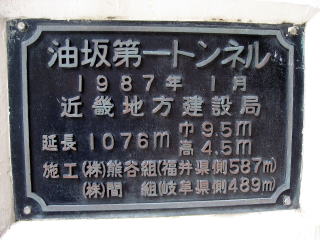 油坂第一トンネル
1987年 1月
近畿地方建設局
延長 1076m 巾 9.5m
高 4.5m
施工 (株)熊谷組(福井県側587m)
(株)間 組(岐阜県側489m)